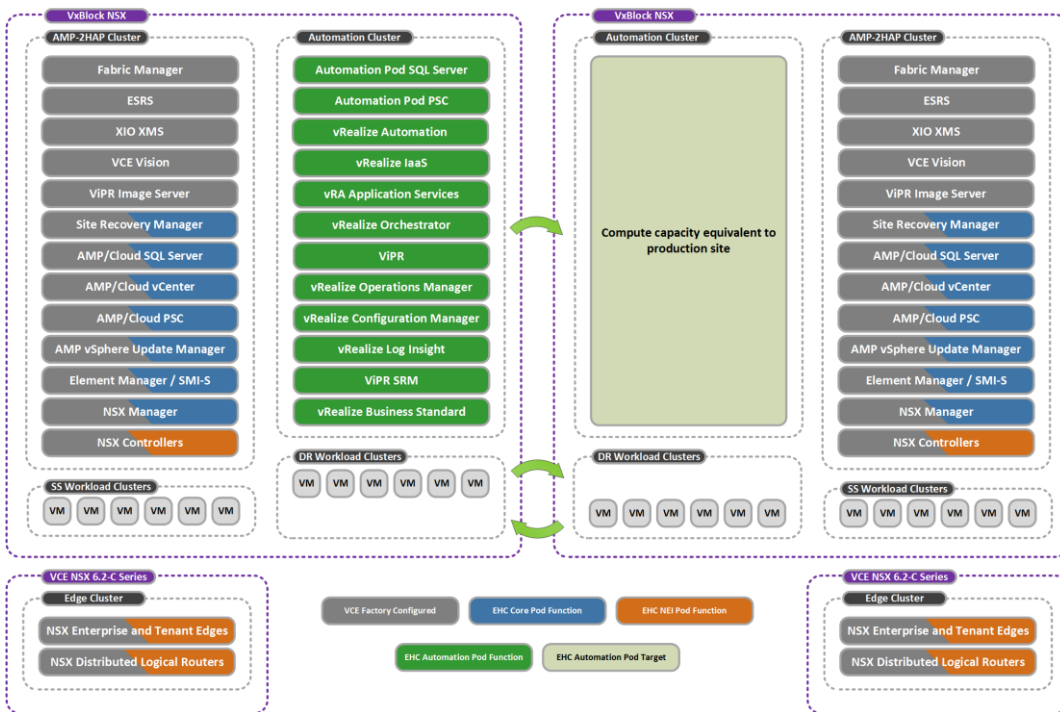 VxBlock NSX
AMP-2HAP Cluster
Fabric Manager
ESRS
XIO XMS
VCE Vision
ViPR Image Server
Site Recovery Manager
AMP/Cloud SQL Server
AMP/Cloud vCenter
AMP/Cloud PSC
AMP vSphere Update Manager
Element Manager / SMI-S
NSX Manager
NSX Controllers
SS Workload Clusters
VM VM VM VM VM VM
Automation Cluster
Automation Pod SQL Server
Automation Pod PSC
vRealize Automation
vRealize IaaS
vRA Application Services
vRealize Orchestrator
ViPR
vRealize Operations Manager
vRealize Configuration Manager
vRealize Log Insight
ViPR SRM
vRealize Business Standard
DR Workload Clusters
VM VM VM VM VM VM
VxBlock NSX
Automation Cluster
Compute capacity equivalent to
production site
DR Workload Clusters
VM VM VM VM VM VM
AMP-2HAP Cluster
Fabric Manager
ESRS
XIO XMS
VCE Vision
ViPR Image Server
Site Recovery Manager
AMP/Cloud SQL Server
AMP/Cloud vCenter
AMP/Cloud PSC
AMP vSphere Update Manager
Element Manager / SMI-S
NSX Manager
NSX Controllers
SS Workload Clusters
VM VM VM VM VM VM
VCE NSX 6.2-C Series
Edge Cluster
NSX Enterprise and Tenant Edges
NSX Distributed Logical Routers
VCE Factory Configured
EHC Core Pod Function
EHC NEI Pod Function
EHC Automation Pod Function
EHC Automation Pod Target
VCE NSX 6.2-C Series
Edge Cluster
NSX Enterprise and Tenant Edges
NSX Distributed Logical Routers